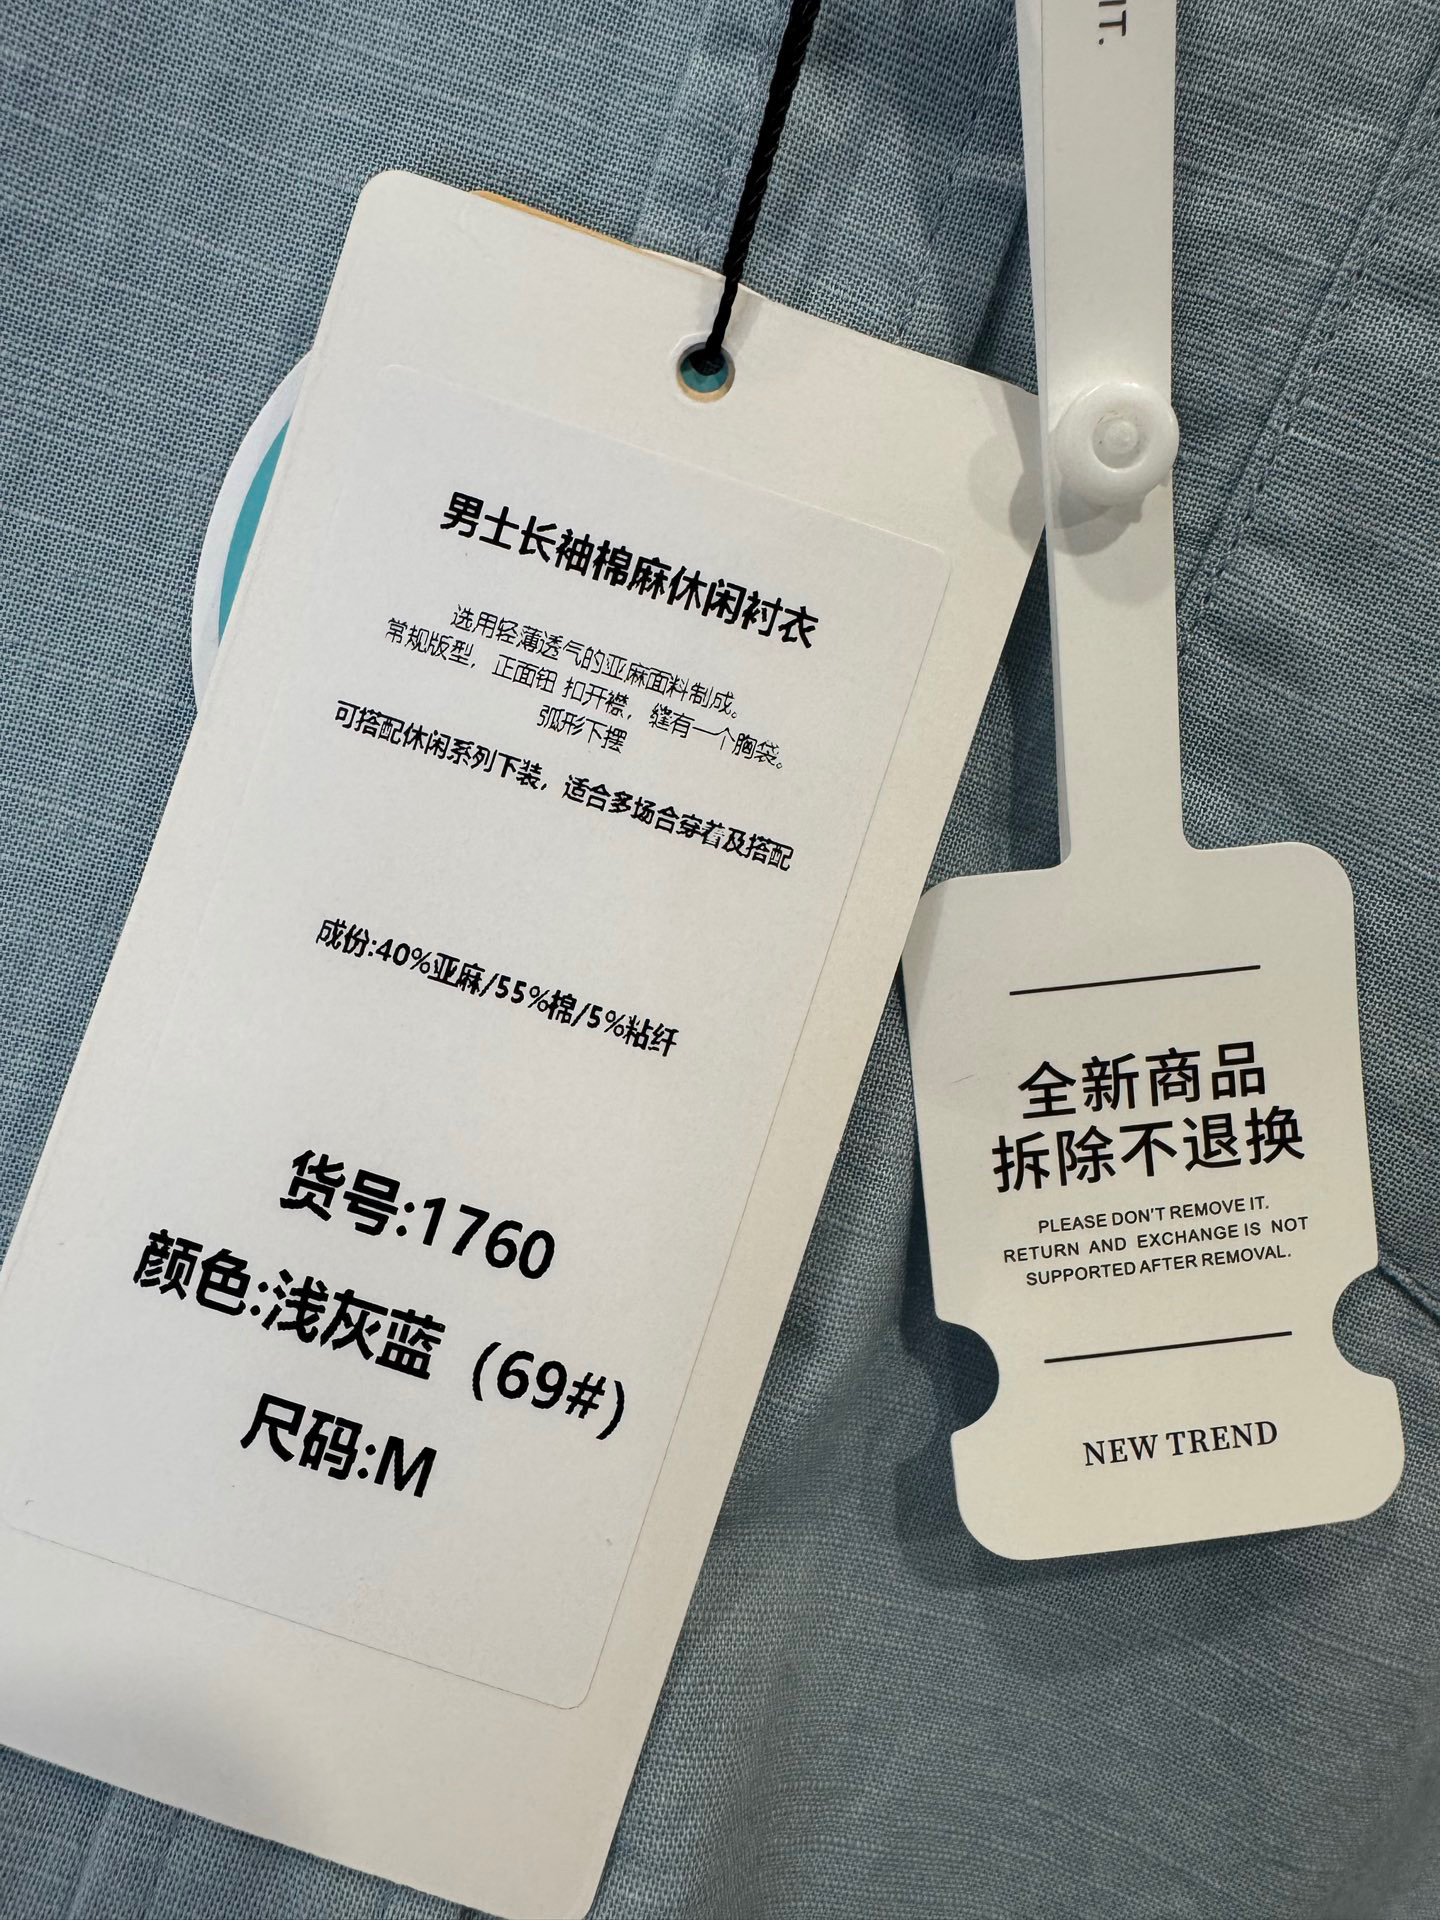 男士长袖棉麻休闲衬衣
选用轻薄透气的亚麻面料制成。
常规版型，正面钮 扣开襟，缝有一个胸袋。
弧形下摆
可搭配休闲系列下装，适合多场合穿着及搭配
成份:40%亚麻/55%棉/5%粘纤
货号:1760
颜色:浅灰蓝（69#）
尺码:M
IT.
全新商品
拆除不退换
PLEASE DON'T REMOVE IT.
RETURN AND EXCHANGE IS NOT
SUPPORTED AFTER REMOVAL.
NEW TREND